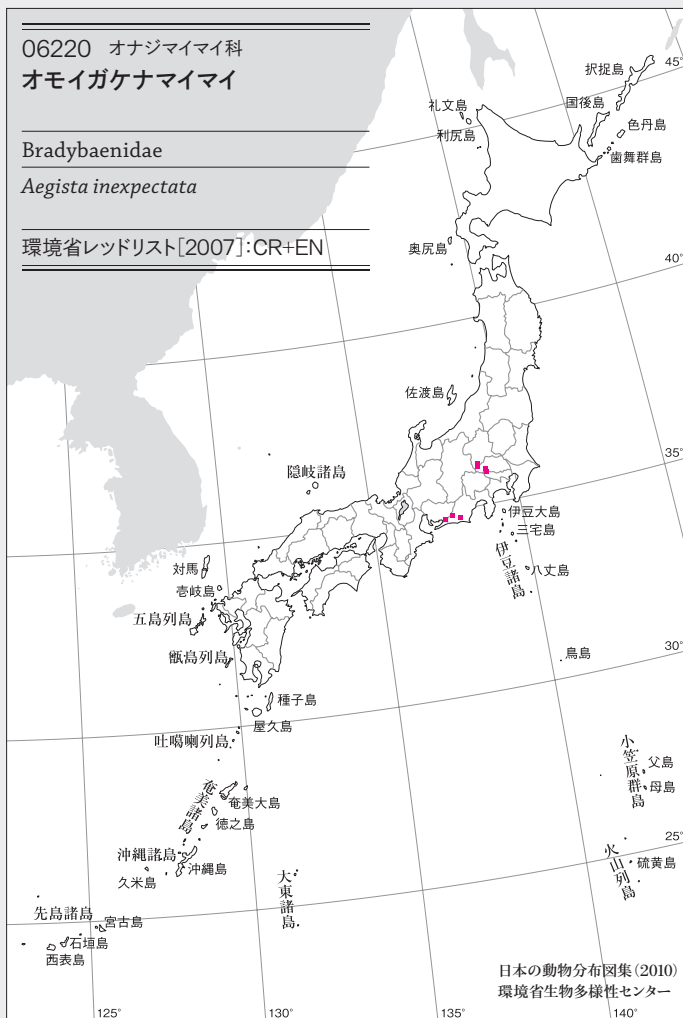 06220 オナジマイマイ科
オモイガケナマイマイ
Bradybaenidae
Aegista inexpectata
環境省レッドリスト[2007]:CR+EN
択捉島
45°
礼文島
国後島
色丹島
利尻島
歯舞群島
奥尻島
40°
佐渡島
35°
隠岐諸島
伊豆大島
三宅島
伊豆諸島
八丈島
対馬
壱岐島
五島列島
甑島列島
鳥島
30°
種子島
屋久島
吐噶喇列島
小笠原群島
父島
母島
奄美諸島
奄美大島
徳之島
25°
沖縄諸島
沖縄島
久米島
大東諸島
火山列島
硫黄島
先島諸島
宮古島
石垣島
西表島
日本の動物分布図集(2010)
環境省生物多様性センター
125°
130°
135°
140°